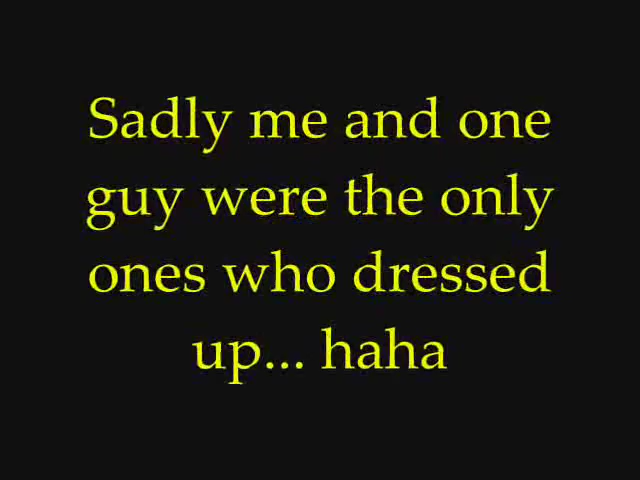 Sadly me and one
guy were the only
ones who dressed
up... haha